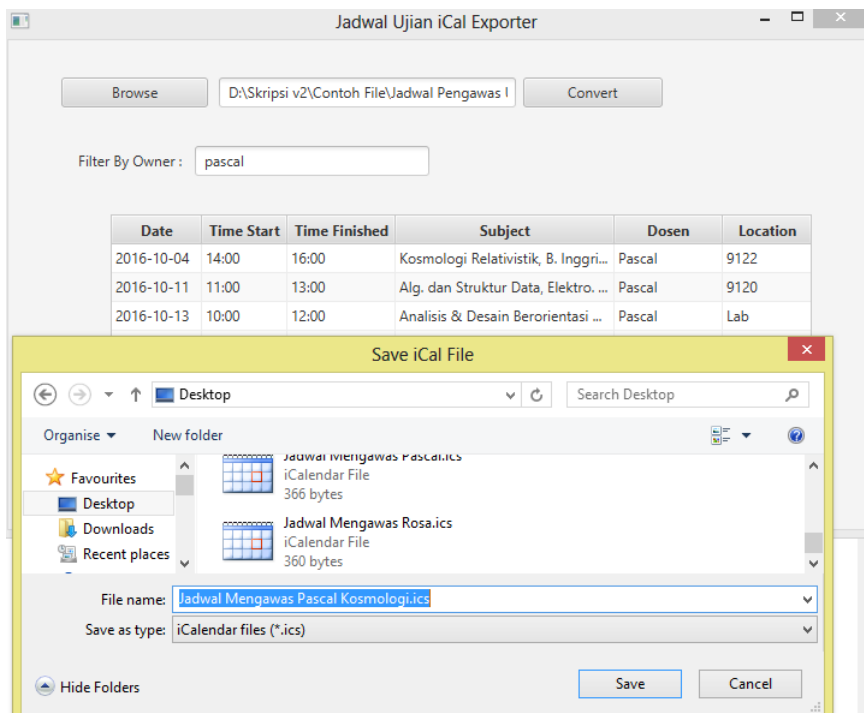 Jadwal Ujian iCal Exporter
Browse D:\Skripsi v2\Contoh File\Jadwal Pengawas Convert
Filter By Owner : pascal
Date Time Start Time Finished Subject Dosen Location
2016-10-04 14:00 16:00 Kosmologi Relativistik, B. Inggri... Pascal 9122
2016-10-11 11:00 13:00 Alg. dan Struktur Data, Elektro. ... Pascal 9120
2016-10-13 10:00 12:00 Analisis & Desain Berorientasi ... Pascal Lab
Save iCal File
Desktop Search Desktop
Organise New folder
Jadwal Mengawas Pascal.ics
iCalendar File
366 bytes
Jadwal Mengawas Rosa.ics
iCalendar File
360 bytes
Favourites
Desktop
Downloads
Recent places
File name: Jadwal Mengawas Pascal Kosmologi.ics
Save as type: iCalendar files (*.ics)
Hide Folders Save Cancel